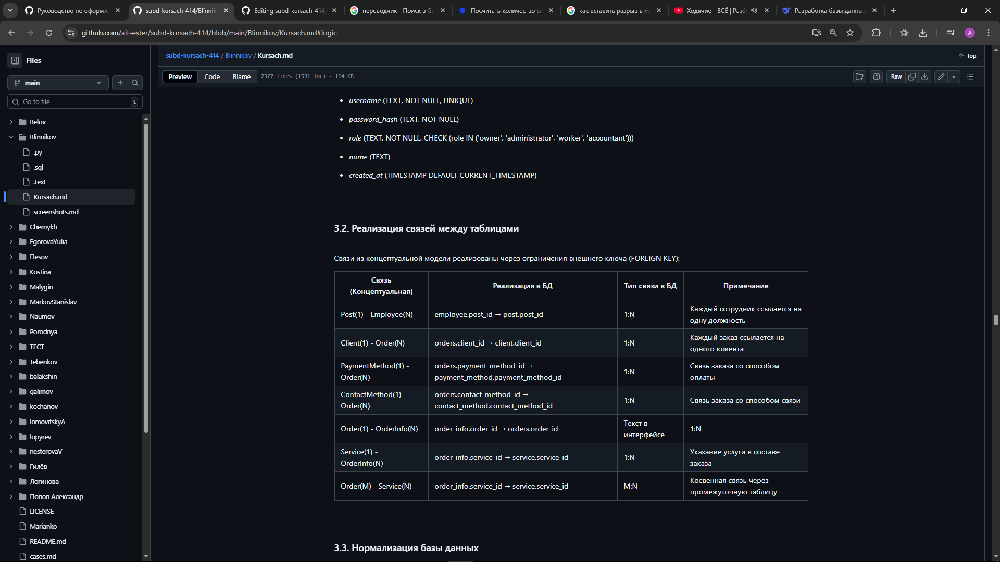 Руководство по оформл
subd-kursach-414/Blinnik
Editing subd-kursach-414
переводчик - Поиск в Go
Посчитать количество си
как вставить разрыв в m
Ходячие - ВСЁ | Разб
Разработка базы данных
github.com/ait-ester/subd-kursach-414/blob/main/Blinnikov/Kursach.md#logic
A
Files
main
Go to file
t
Belov
Blinnikov
.py
.sql
.text
Kursach.md
screenshots.md
Chernykh
EgorovaYulia
Elesov
Kostina
Malygin
MarkovStanislav
Naumov
Porodnya
ТЕСТ
Tebenkov
balakshin
galimov
kochanov
lomovitskyA
lopyrev
nesterovaV
Гилёв
Логинова
Попов Александр
LICENSE
Marianko
README.md
cases.md
subd-kursach-414 / Blinnikov / Kursach.md
Top
Preview Code Blame 2327 lines (1531 loc) · 114 KB
Raw
• username (TEXT, NOT NULL, UNIQUE)
• password_hash (TEXT, NOT NULL)
• role (TEXT, NOT NULL, CHECK (role IN ('owner', 'administrator', 'worker', 'accountant')))
• name (TEXT)
• created_at (TIMESTAMP DEFAULT CURRENT_TIMESTAMP)
3.2. Реализация связей между таблицами
Связи из концептуальной модели реализованы через ограничения внешнего ключа (FOREIGN KEY):
Связь
(Концептуальная)
Реализация в БД
Тип связи в БД
Примечание
Post(1) - Employee(N)
employee.post_id → post.post_id
1:N
Каждый сотрудник ссылается на
одну должность
Client(1) - Order(N)
orders.client_id → client.client_id
1:N
Каждый заказ ссылается на
одного клиента
PaymentMethod(1) -
Order(N)
orders.payment_method_id →
payment_method.payment_method_id
1:N
Связь заказа со способом
оплаты
ContactMethod(1) -
Order(N)
orders.contact_method_id →
contact_method.contact_method_id
1:N
Связь заказа со способом связи
Order(1) - OrderInfo(N)
order_info.order_id → orders.order_id
Текст в
интерфейсе
1:N
Service(1) -
OrderInfo(N)
order_info.service_id → service.service_id
1:N
Указание услуги в составе
заказа
Order(M) - Service(N)
order_info.service_id → service.service_id
M:N
Косвенная связь через
промежуточную таблицу
3.3. Нормализация базы данных